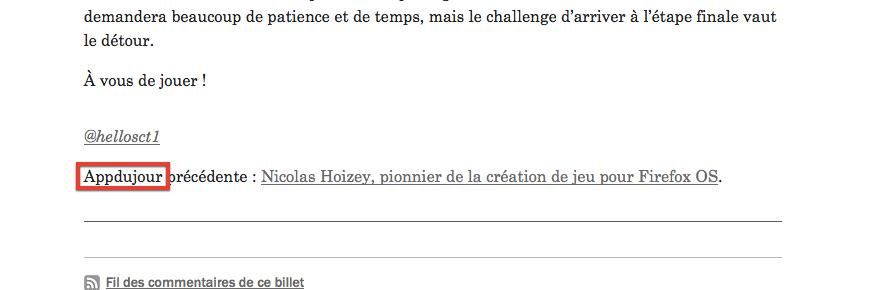 demandera beaucoup de patience et de temps, mais le challenge d'arriver à l'étape finale vaut
le détour.
À vous de jouer !
@hellosct1
Appdujour précédente : Nicolas Hoizey, pionnier de la création de jeu pour Firefox OS.
Fil des commentaires de ce billet